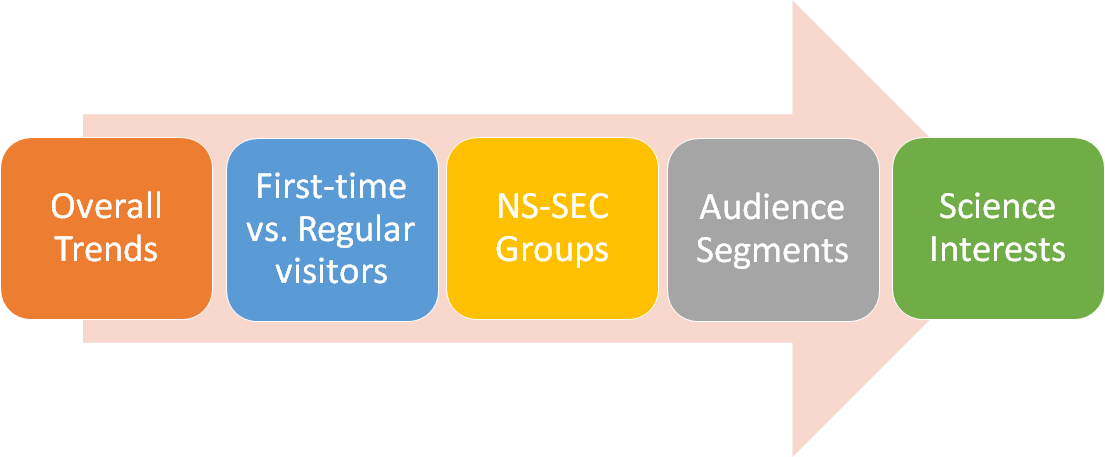 Overall
Trends
First-time
vs. Regular
visitors
NS-SEC
Groups
Audience
Segments
Science
Interests